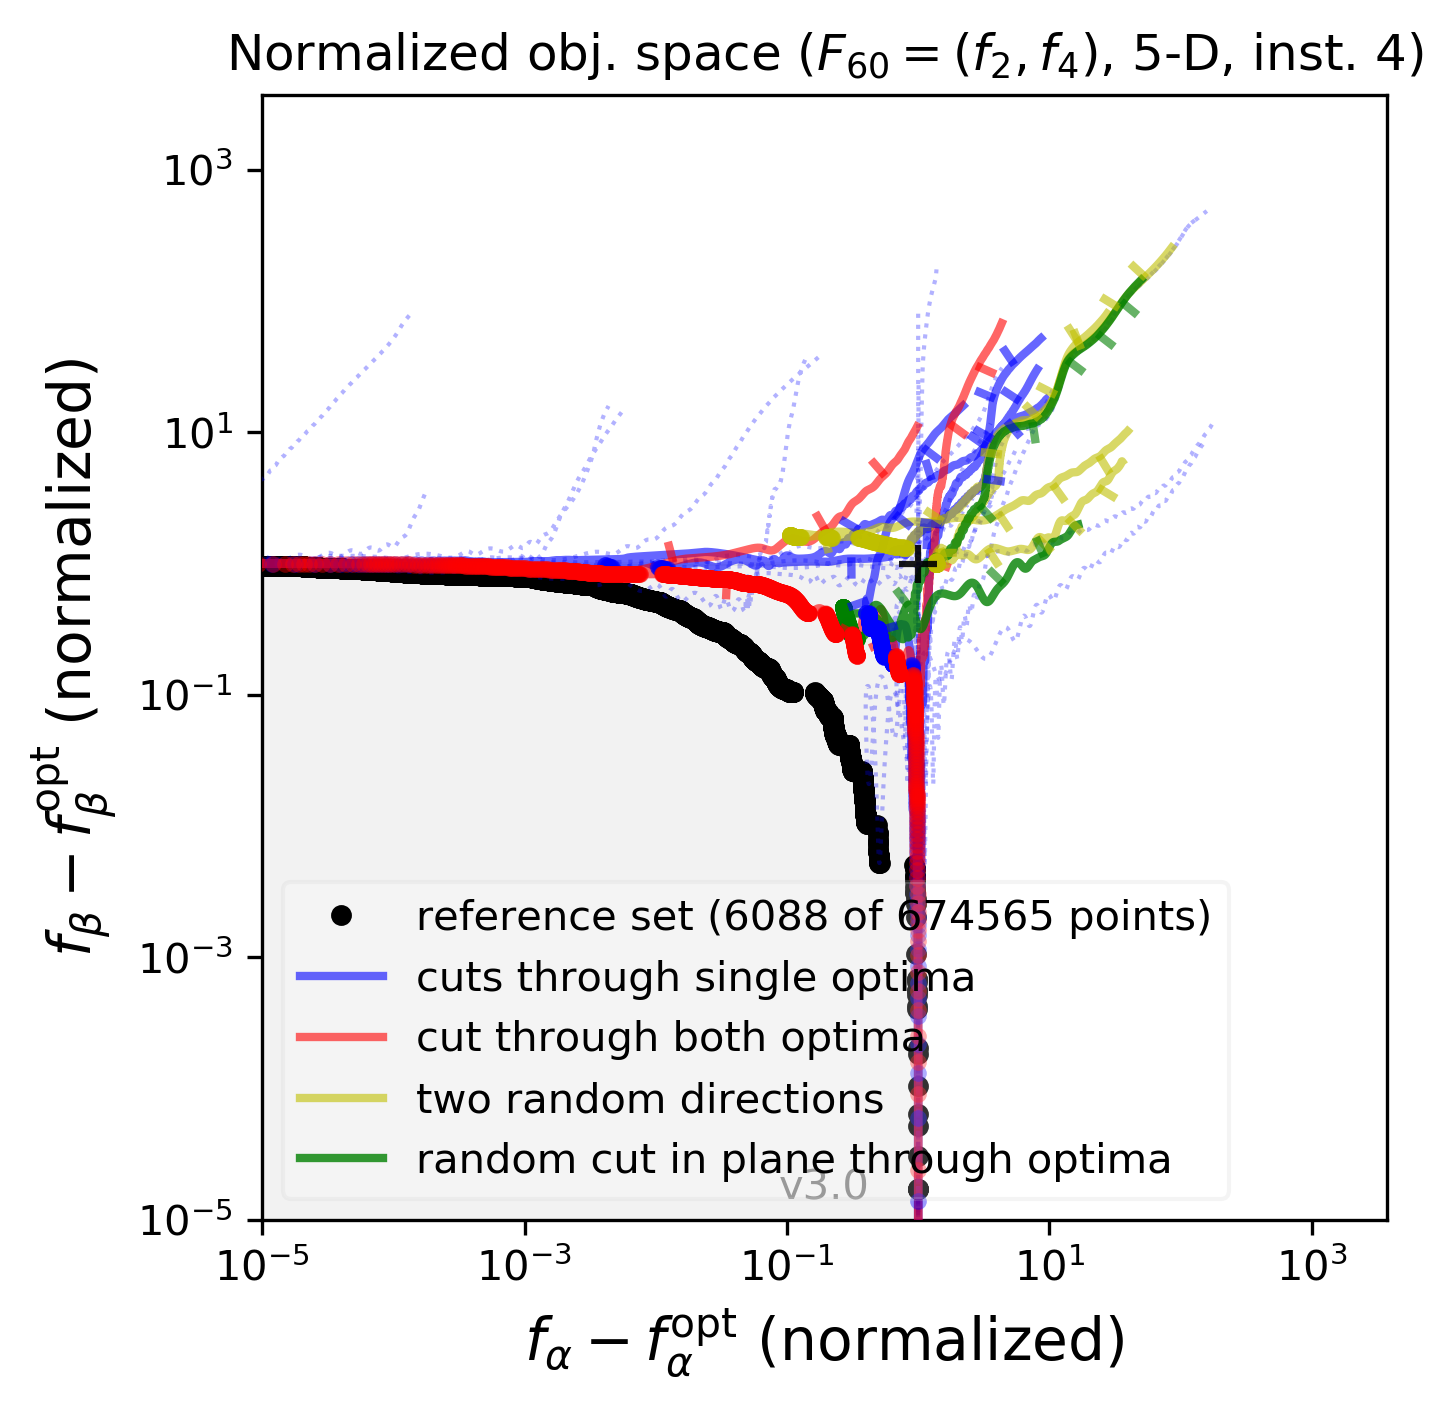 Normalized obj. space (F₆₀ = (f₂, f₄), 5-D, inst. 4)
10³
10¹
10⁻¹
10⁻³
10⁻⁵
f_β − f_β^opt (normalized)
reference set (6088 of 674565 points)
cuts through single optima
cut through both optima
two random directions
random cut in plane through optima
v3.0
10⁻⁵ 10⁻³ 10⁻¹ 10¹ 10³
f_α − f_α^opt (normalized)